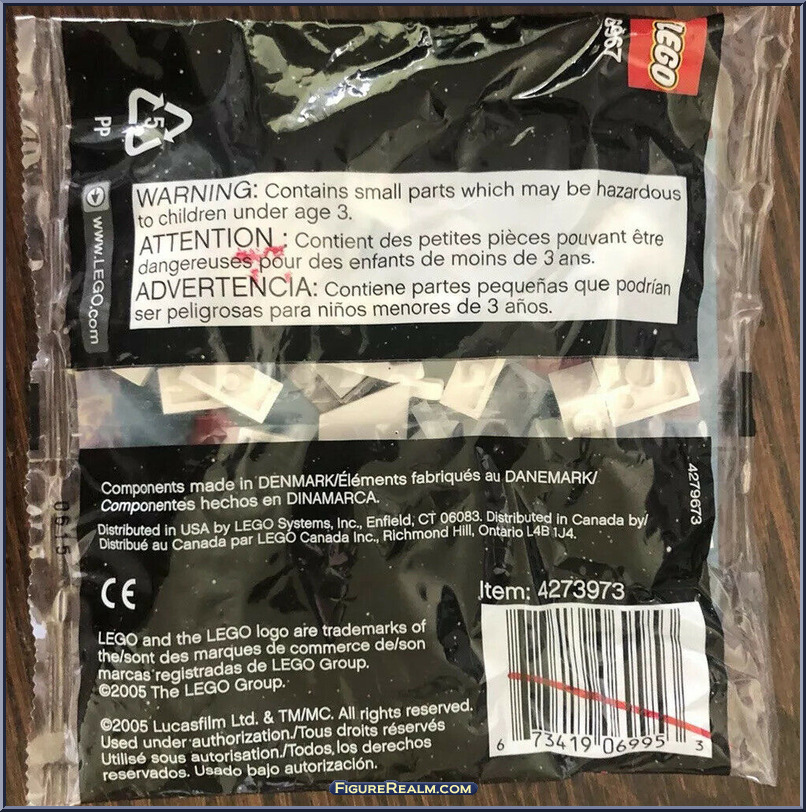 LEGO
6967
5
PP
WARNING: Contains small parts which may be hazardous
to children under age 3.
ATTENTION : Contient des petites pièces pouvant être
dangereuses pour des enfants de moins de 3 ans.
ADVERTENCIA: Contiene partes pequeñas que podrían
ser peligrosas para niños menores de 3 años.
www.LEGO.com
Components made in DENMARK/Éléments fabriqués au DANEMARK/
Componentes hechos en DINAMARCA.
Distributed in USA by LEGO Systems, Inc., Enfield, CT 06083. Distributed in Canada by/
Distribué au Canada par LEGO Canada Inc., Richmond Hill, Ontario L4B 1J4.
4279673
0615
CE
Item: 4273973
LEGO and the LEGO logo are trademarks of
the/sont des marques de commerce de/son
marcas registradas de LEGO Group.
©2005 The LEGO Group.
©2005 Lucasfilm Ltd. & TM/MC. All rights reserved.
Used under authorization./Tous droits réservés
Utilisé sous autorisation./Todos los derechos
reservados. Usado bajo autorización.
6 73419 06995 3
FIGUREREALM.COM